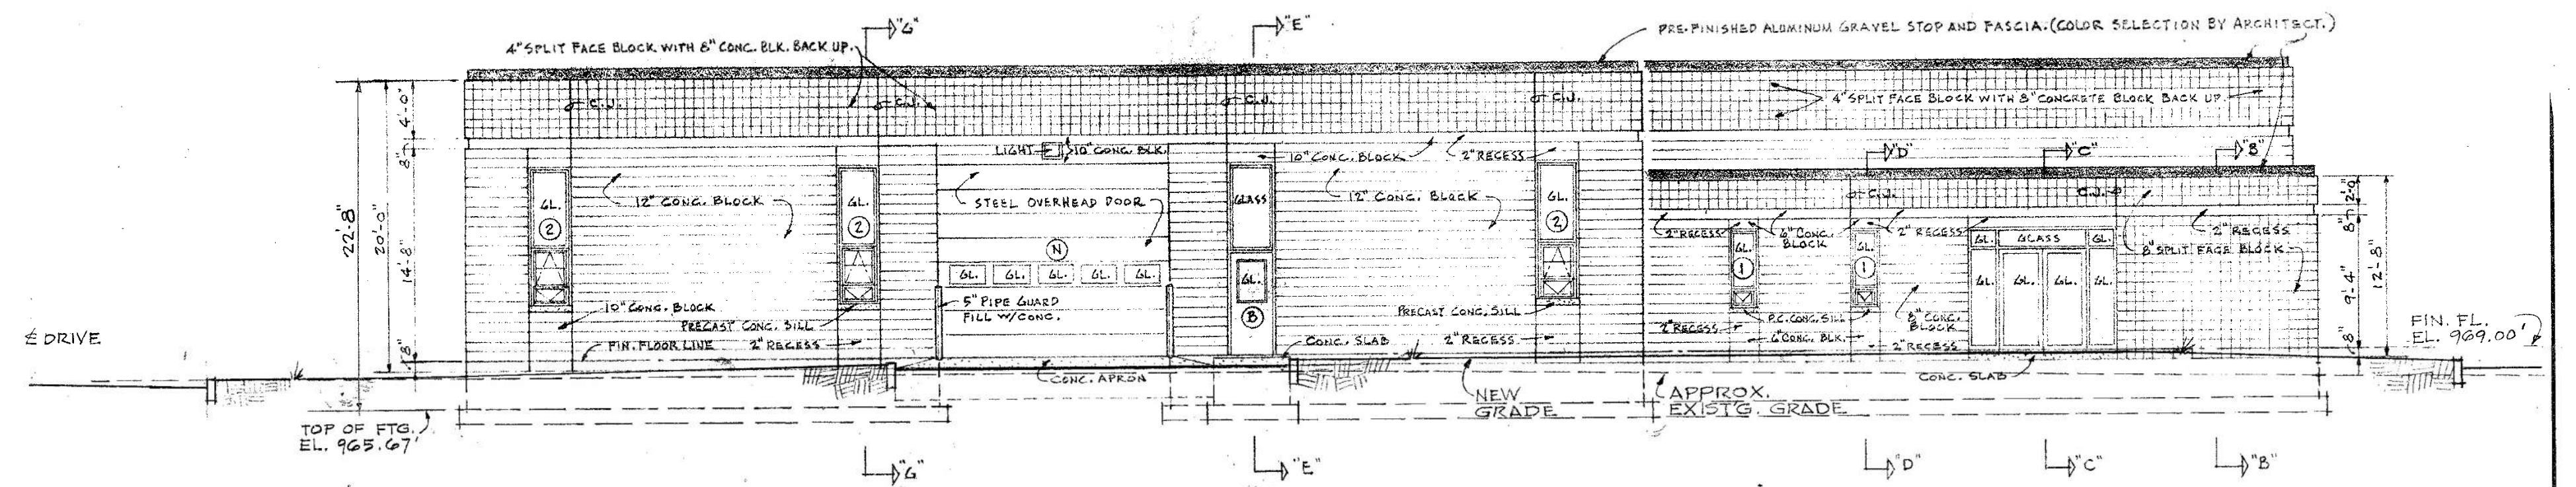 "G"
"E"
PRE-FINISHED ALUMINUM GRAVEL STOP AND FASCIA. (COLOR SELECTION BY ARCHITECT.)
4" SPLIT FACE BLOCK WITH 8" CONC. BLK. BACK UP.
C.J.
C.J.
C.J.
C.J.
4" SPLIT FACE BLOCK WITH 8" CONCRETE BLOCK BACK UP.
4'-0"
8"
22'-8"
20'-0"
14'-8"
8"
LIGHT
10" CONC. BLK.
10" CONC. BLOCK
2" RECESS
"D"
"C"
"B"
GL.
2
12" CONC. BLOCK
GL.
2
STEEL OVERHEAD DOOR
GLASS
12" CONC. BLOCK
GL.
2
C.J.
C.J.
2'-0"
8"
9'-4"
12'-8"
8"
2" RECESS
6" CONC.
BLOCK
2" RECESS
2" RECESS
8" SPLIT FACE BLOCK
N
GL. GL. GL. GL. GL.
GL.
B
GL.
1
GL.
1
GL. GLASS GL.
GL. GL. GL. GL.
10" CONC. BLOCK
PRECAST CONC. SILL
5" PIPE GUARD
FILL W/CONC.
PRECAST CONC. SILL
P.C. CONC. SILL
8" CONC.
BLOCK
2" RECESS
6" CONC. BLK.
2" RECESS
FIN. FLOOR LINE
2" RECESS
CONC. SLAB
2" RECESS
FIN. FL.
EL. 969.00'
℄ DRIVE
CONC. APRON
CONC. SLAB
NEW
GRADE
APPROX.
EXIST'G. GRADE
TOP OF FTG.
EL. 965.67'
"G"
"E"
"D"
"C"
"B"